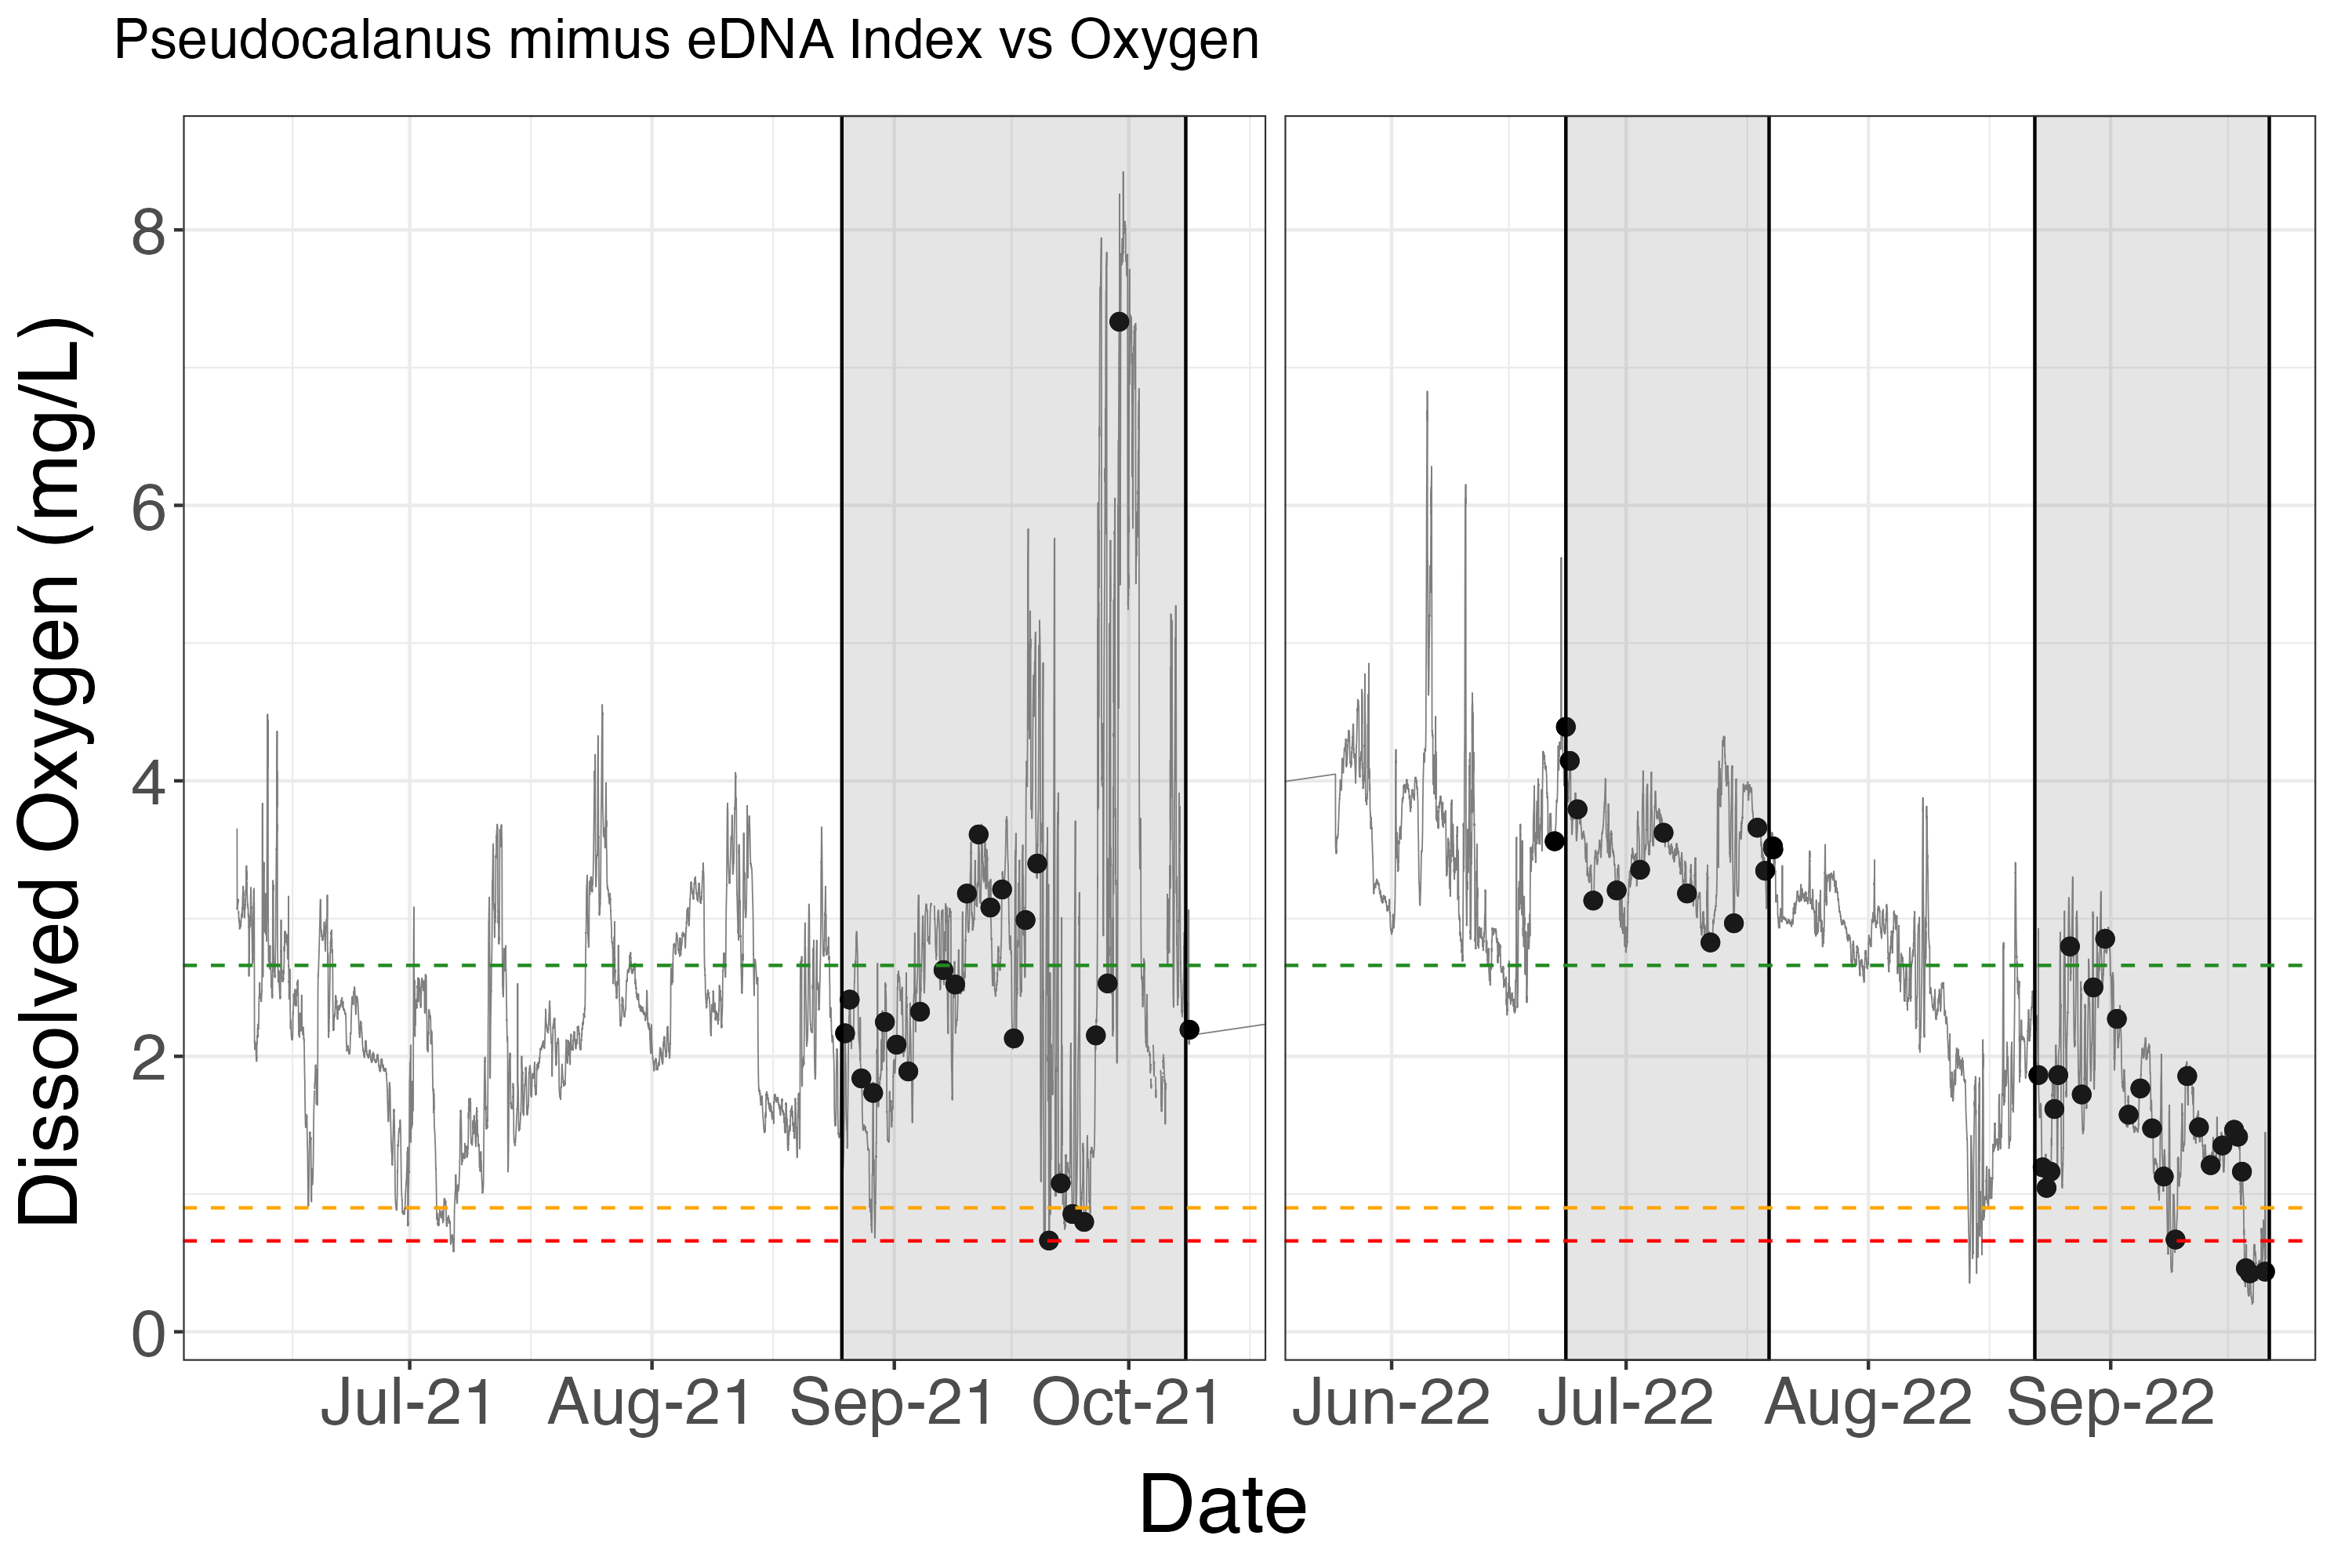 Pseudocalanus mimus eDNA Index vs Oxygen
Dissolved Oxygen (mg/L)
8
6
4
2
0
Jul-21 Aug-21 Sep-21 Oct-21 Jun-22 Jul-22 Aug-22 Sep-22
Date